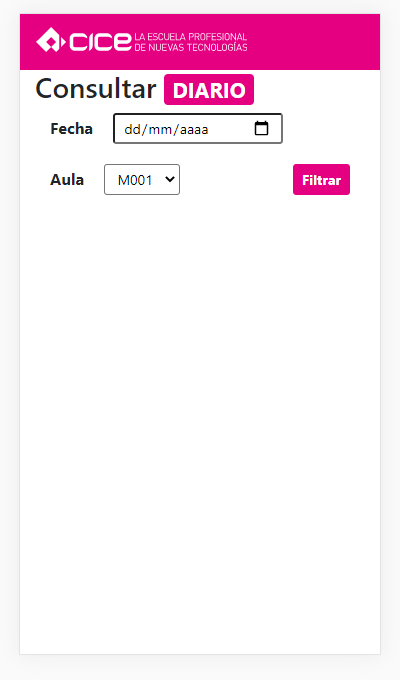 CICE LA ESCUELA PROFESIONAL
DE NUEVAS TECNOLOGÍAS
Consultar DIARIO
Fecha dd/mm/aaaa
Aula M001 Filtrar